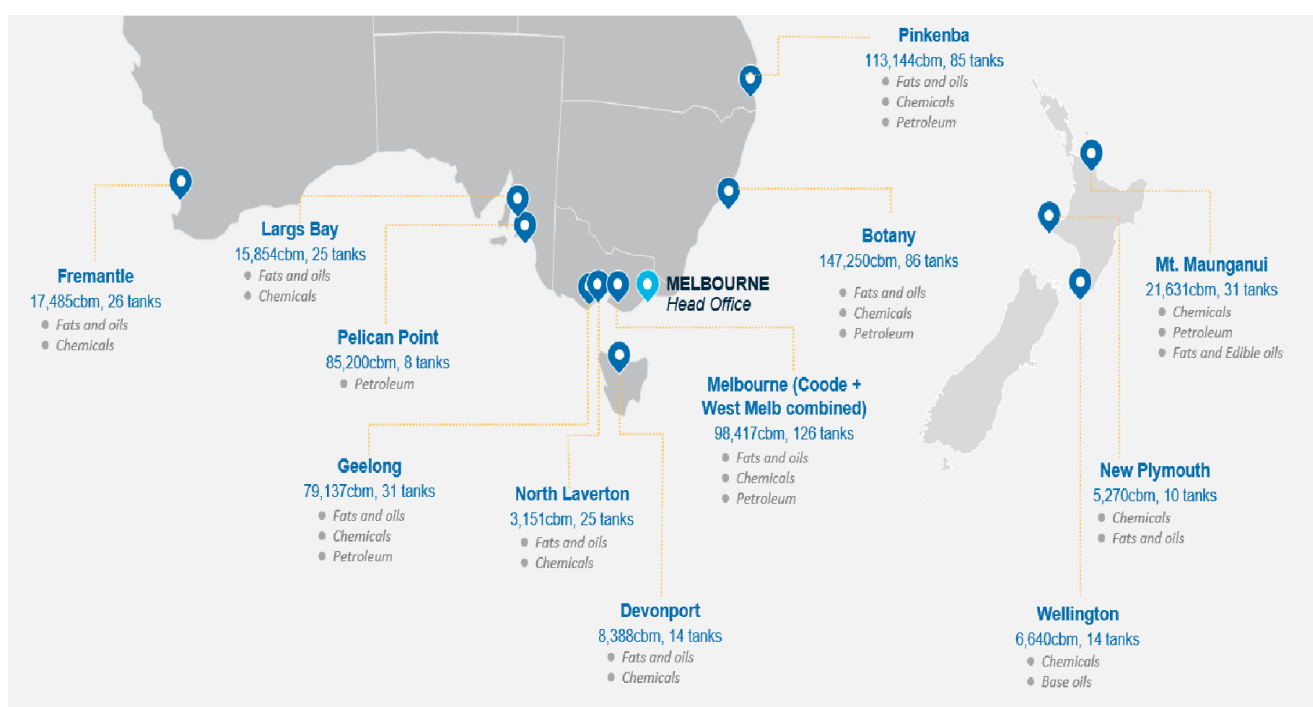 Pinkenba
113,144cbm, 85 tanks
Fats and oils
Chemicals
Petroleum
Largs Bay
15,854cbm, 25 tanks
Fats and oils
Chemicals
Fremantle
17,485cbm, 26 tanks
Fats and oils
Chemicals
Pelican Point
85,200cbm, 8 tanks
Petroleum
MELBOURNE
Head Office
Botany
147,250cbm, 86 tanks
Fats and oils
Chemicals
Petroleum
Mt. Maunganui
21,631cbm, 31 tanks
Chemicals
Petroleum
Fats and Edible oils
Melbourne (Coode +
West Melb combined)
98,417cbm, 126 tanks
Fats and oils
Chemicals
Petroleum
Geelong
79,137cbm, 31 tanks
Fats and oils
Chemicals
Petroleum
North Laverton
3,151cbm, 25 tanks
Fats and oils
Chemicals
New Plymouth
5,270cbm, 10 tanks
Chemicals
Fats and oils
Devonport
8,388cbm, 14 tanks
Fats and oils
Chemicals
Wellington
6,640cbm, 14 tanks
Chemicals
Base oils